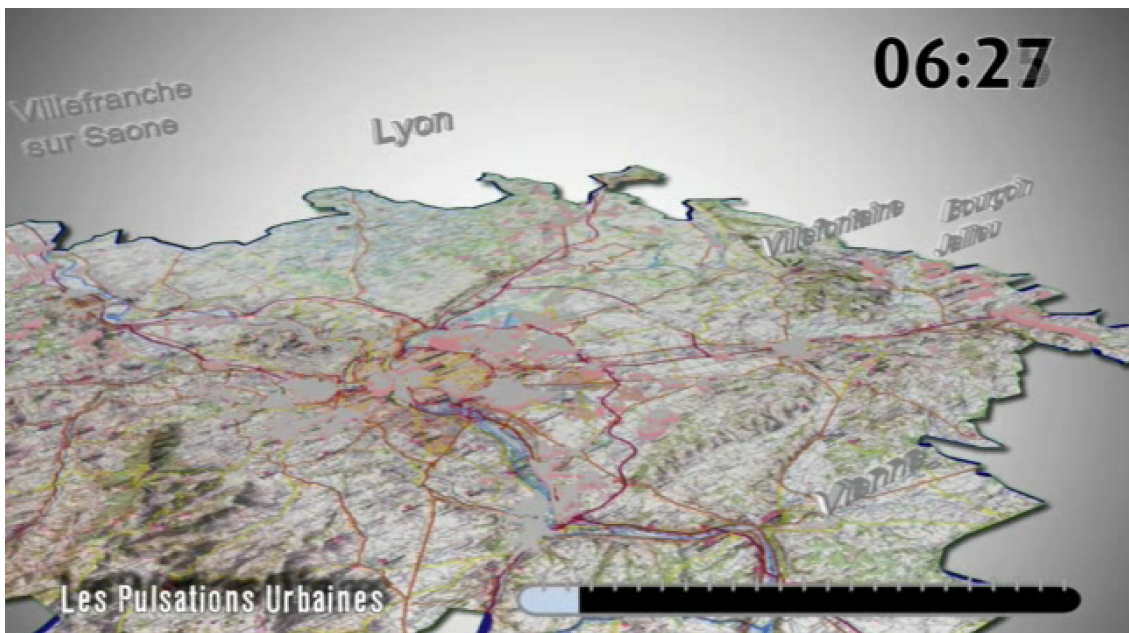 06:27
Villefranche
sur Saone
Lyon
Villefontaine
Bourgoin
Jallieu
Vienne
Les Pulsations Urbaines